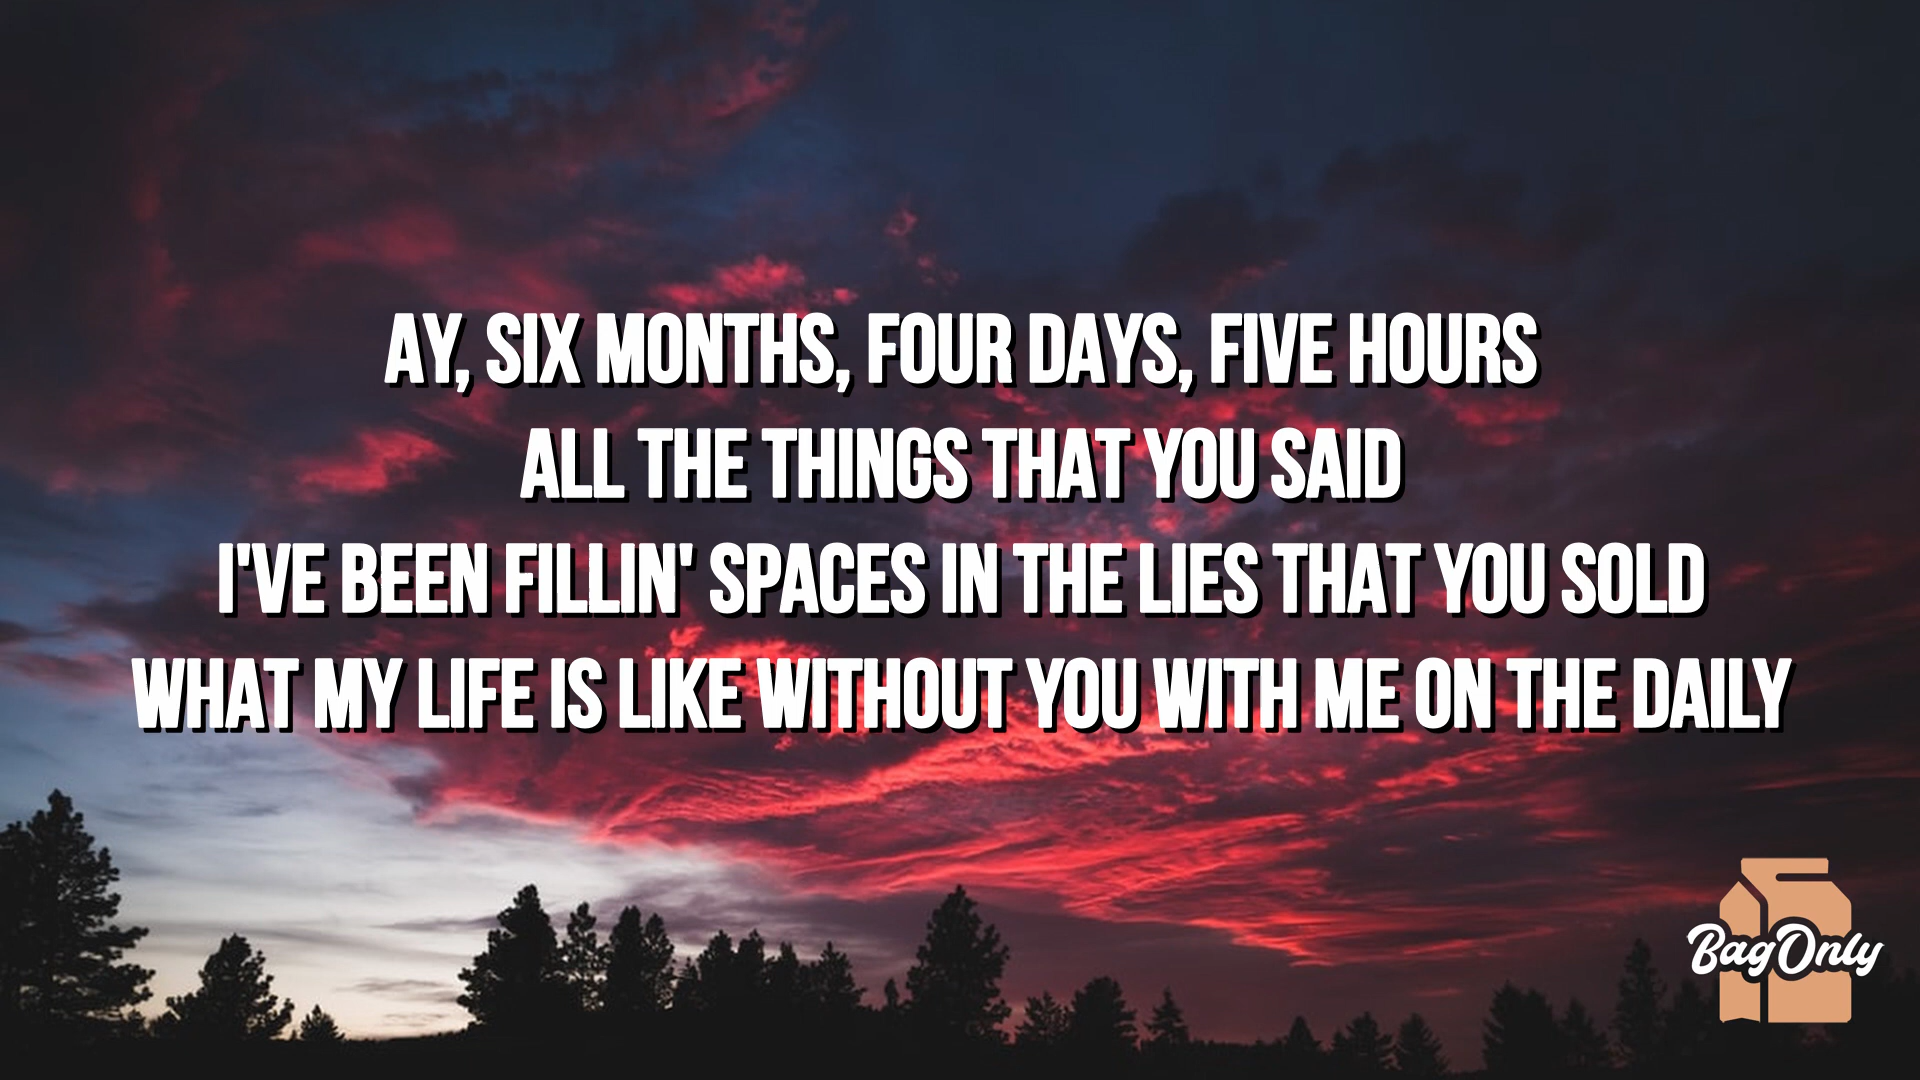 AY, SIX MONTHS, FOUR DAYS, FIVE HOURS
ALL THE THINGS THAT YOU SAID
I'VE BEEN FILLIN' SPACES IN THE LIES THAT YOU SOLD
WHAT MY LIFE IS LIKE WITHOUT YOU WITH ME ON THE DAILY
BagOnly